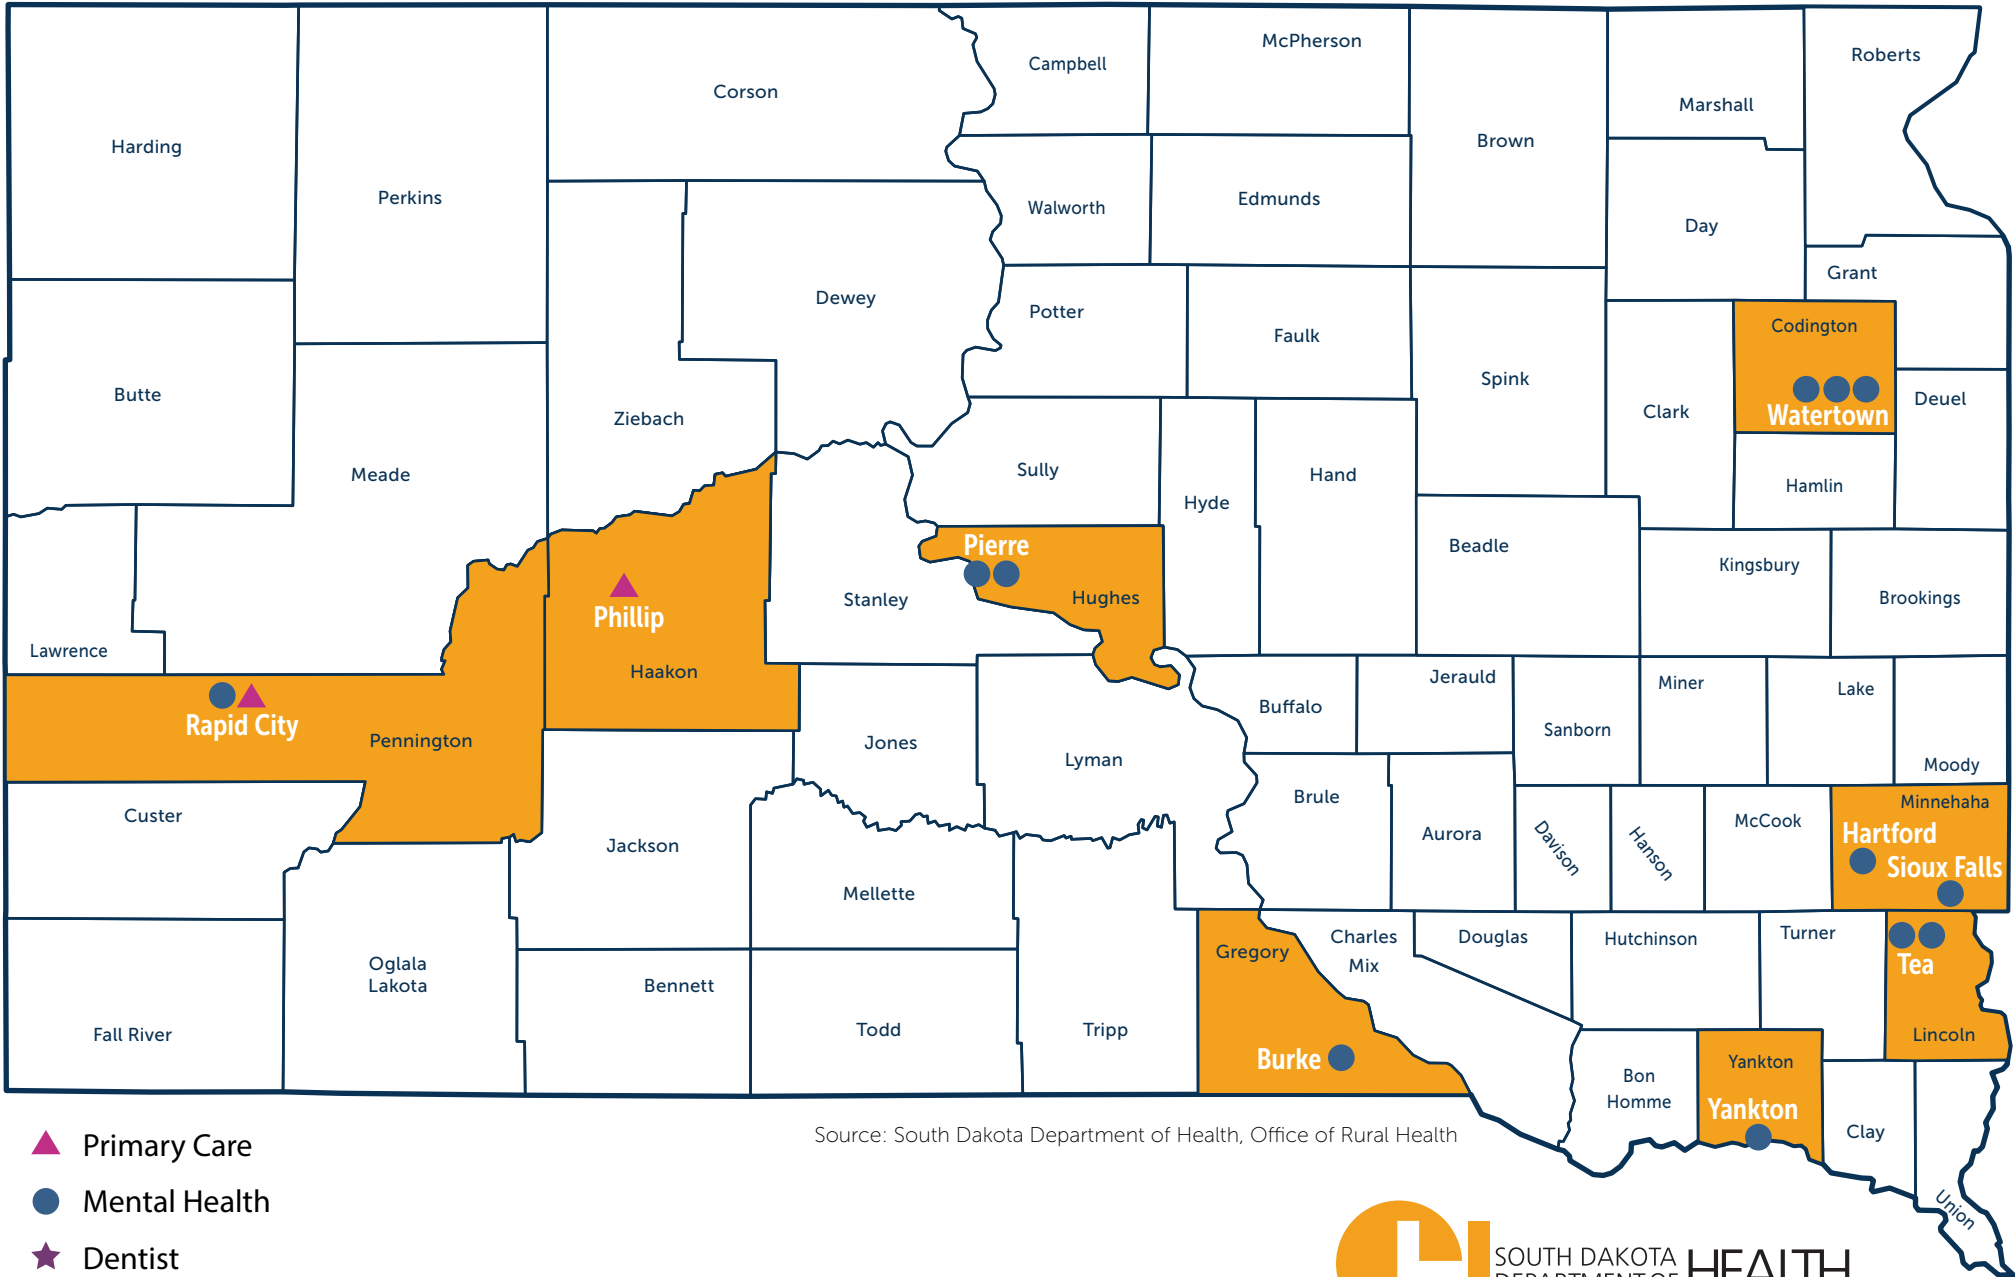 McPherson
Roberts
Campbell
Corson
Marshall
Brown
Harding
Perkins
Edmunds
Walworth
Day
Grant
Dewey
Potter
Faulk
Codington
Spink
Butte
Deuel
Clark
Watertown
Ziebach
Meade
Sully
Hand
Hamlin
Hyde
Pierre
Beadle
Kingsbury
Stanley
Hughes
Brookings
Phillip
Lawrence
Haakon
Jerauld
Miner
Lake
Buffalo
Rapid City
Sanborn
Pennington
Jones
Lyman
Moody
Brule
Minnehaha
Custer
McCook
Aurora
Hartford
Jackson
Davison
Hanson
Sioux Falls
Mellette
Gregory
Charles
Mix
Douglas
Hutchinson
Turner
Oglala
Lakota
Tea
Bennett
Fall River
Todd
Tripp
Lincoln
Burke
Yankton
Bon
Homme
Yankton
Clay
Source: South Dakota Department of Health, Office of Rural Health
Primary Care
Mental Health
Union
Dentist
SOUTH DAKOTA
DEPARTMENT OF
HEALTH